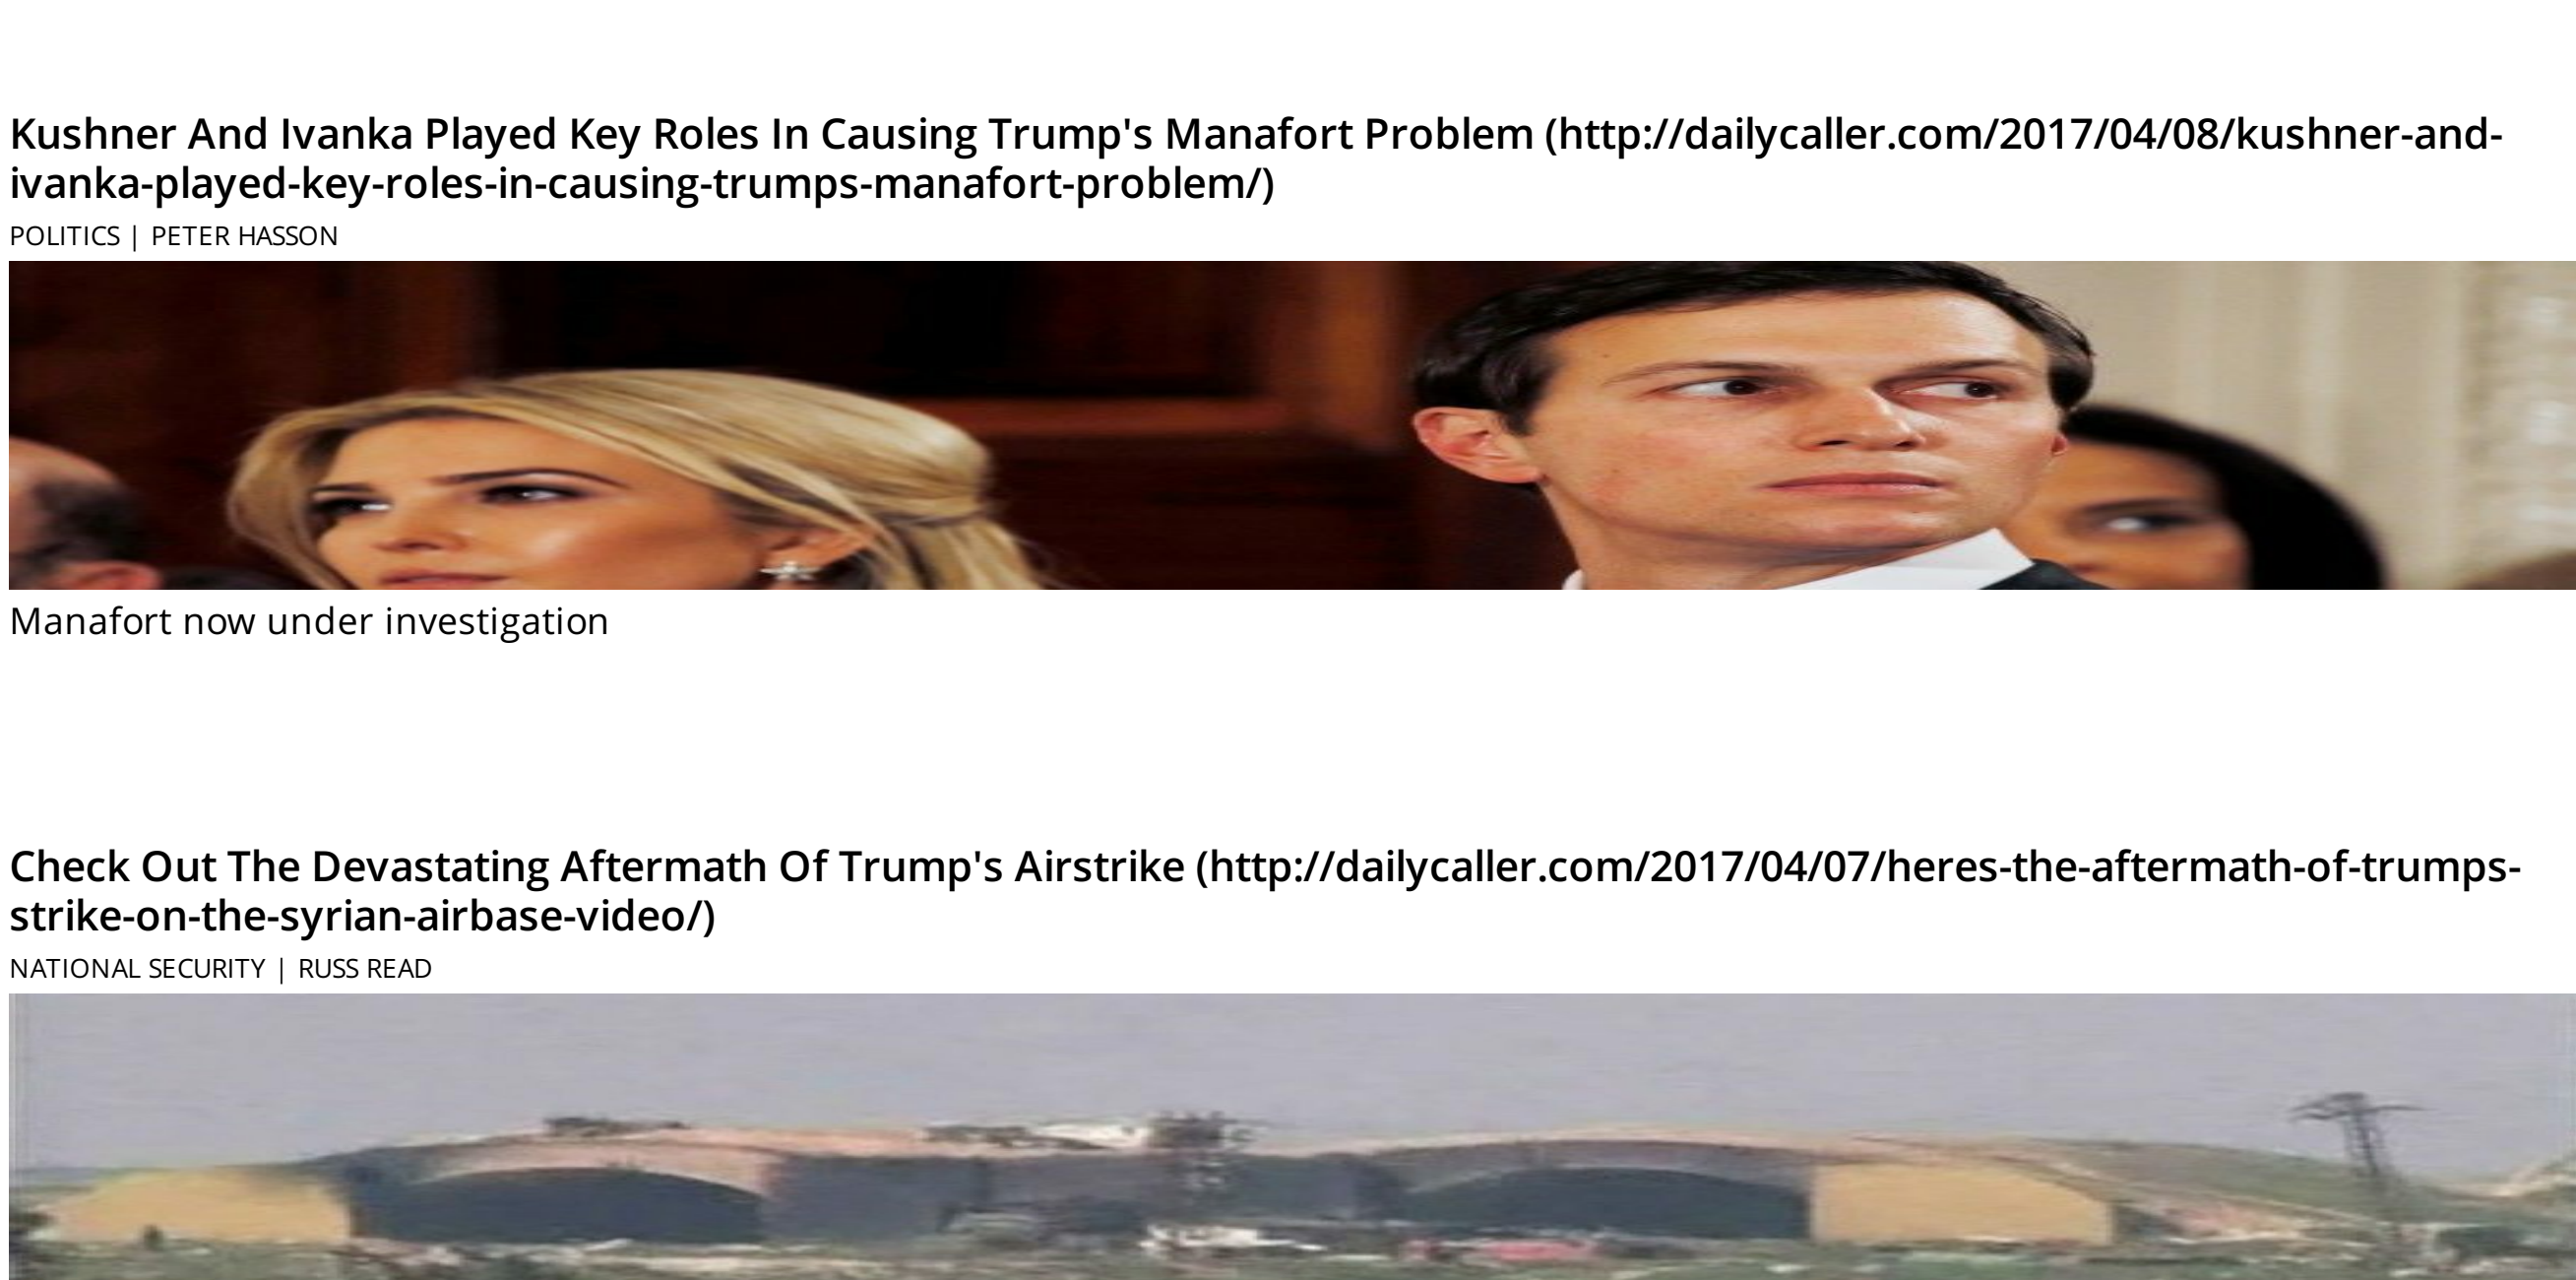 Kushner And Ivanka Played Key Roles In Causing Trump's Manafort Problem (http://dailycaller.com/2017/04/08/kushner-and-
ivanka-played-key-roles-in-causing-trumps-manafort-problem/)
POLITICS | PETER HASSON
Manafort now under investigation
Check Out The Devastating Aftermath Of Trump's Airstrike (http://dailycaller.com/2017/04/07/heres-the-aftermath-of-trumps-
strike-on-the-syrian-airbase-video/)
NATIONAL SECURITY | RUSS READ